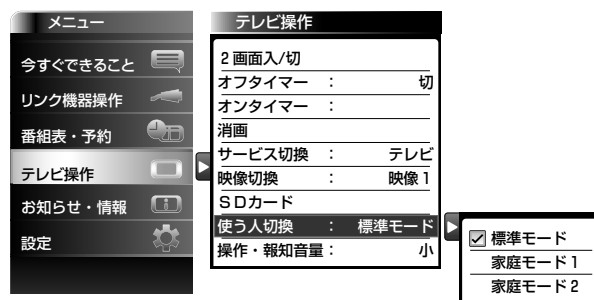 メニュー
今すぐできること
リンク機器操作
番組表・予約
テレビ操作
お知らせ・情報
設定
テレビ操作
2画面入/切
オフタイマー : 切
オンタイマー :
消画
サービス切換 : テレビ
映像切換 : 映像1
SDカード
使う人切換 : 標準モード
操作・報知音量: 小
標準モード
家庭モード1
家庭モード2